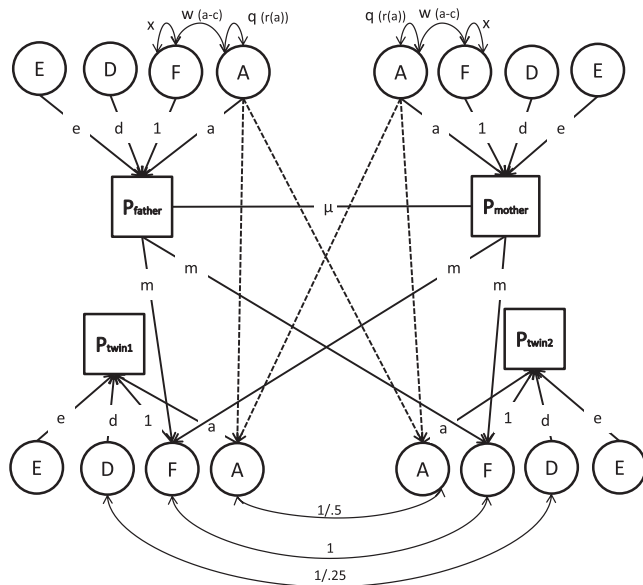 x w (a-c) q (r(a)) q (r(a)) w (a-c) x
E D F A A F D E
e d 1 a a 1 d e
Pfather μ Pmother
m m m m
Ptwin1 Ptwin2
e d 1 a a 1 d e
E D F A A F D E
1/.5
1
1/.25